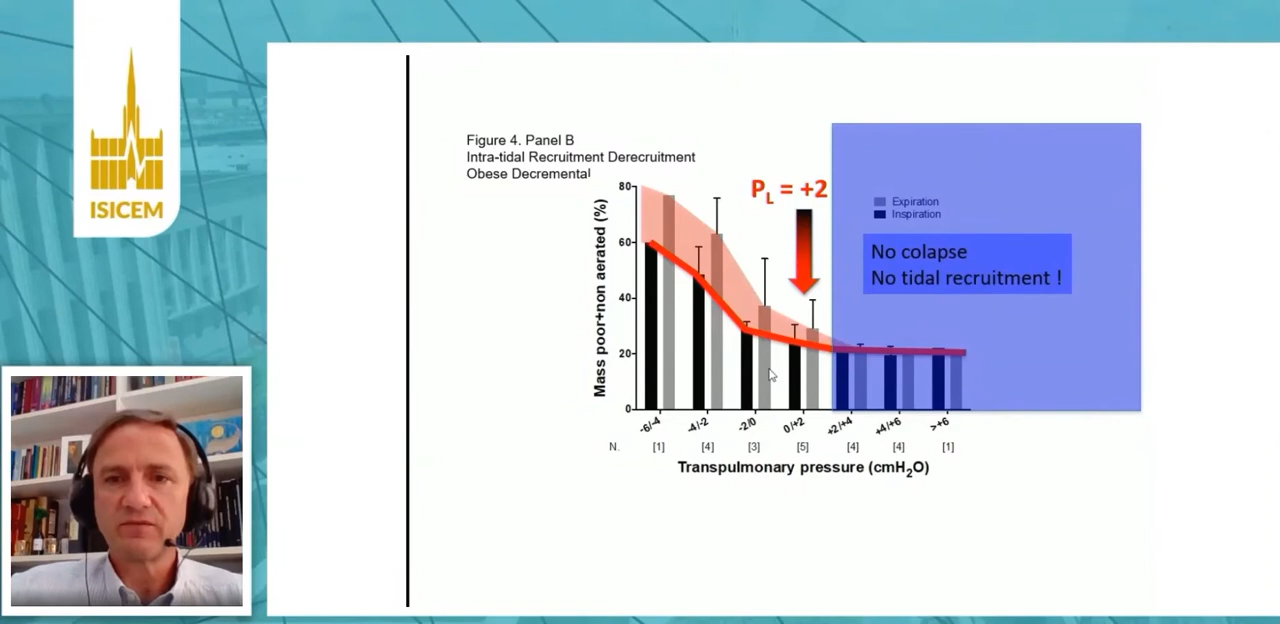 ISICEM
Figure 4. Panel B
Intra-tidal Recruitment Derecruitment
Obese Decremental
P_L = +2
Expiration
Inspiration
No colapse
No tidal recruitment !
Mass poor+non aerated (%)
80
60
40
20
0
-6/-4 -4/-2 -2/0 0/+2 +2/+4 +4/+6 >+6
N. [1] [4] [3] [5] [4] [4] [1]
Transpulmonary pressure (cmH₂O)